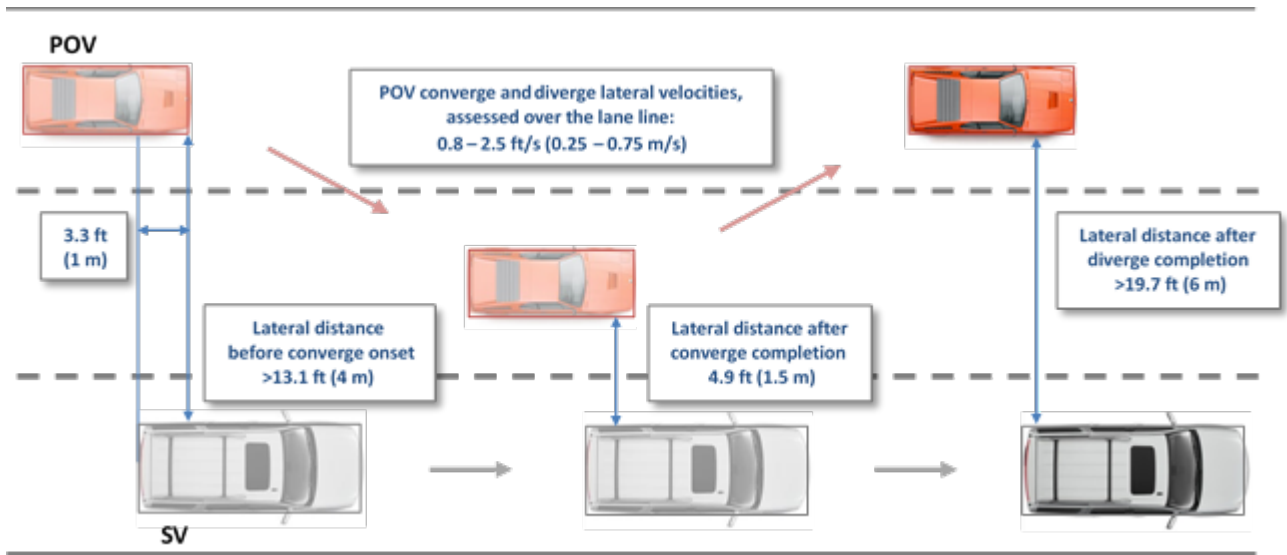 POV
POV converge and diverge lateral velocities,
assessed over the lane line:
0.8 – 2.5 ft/s (0.25 – 0.75 m/s)
3.3 ft
(1 m)
Lateral distance
before converge onset
>13.1 ft (4 m)
Lateral distance after
converge completion
4.9 ft (1.5 m)
Lateral distance after
diverge completion
>19.7 ft (6 m)
SV